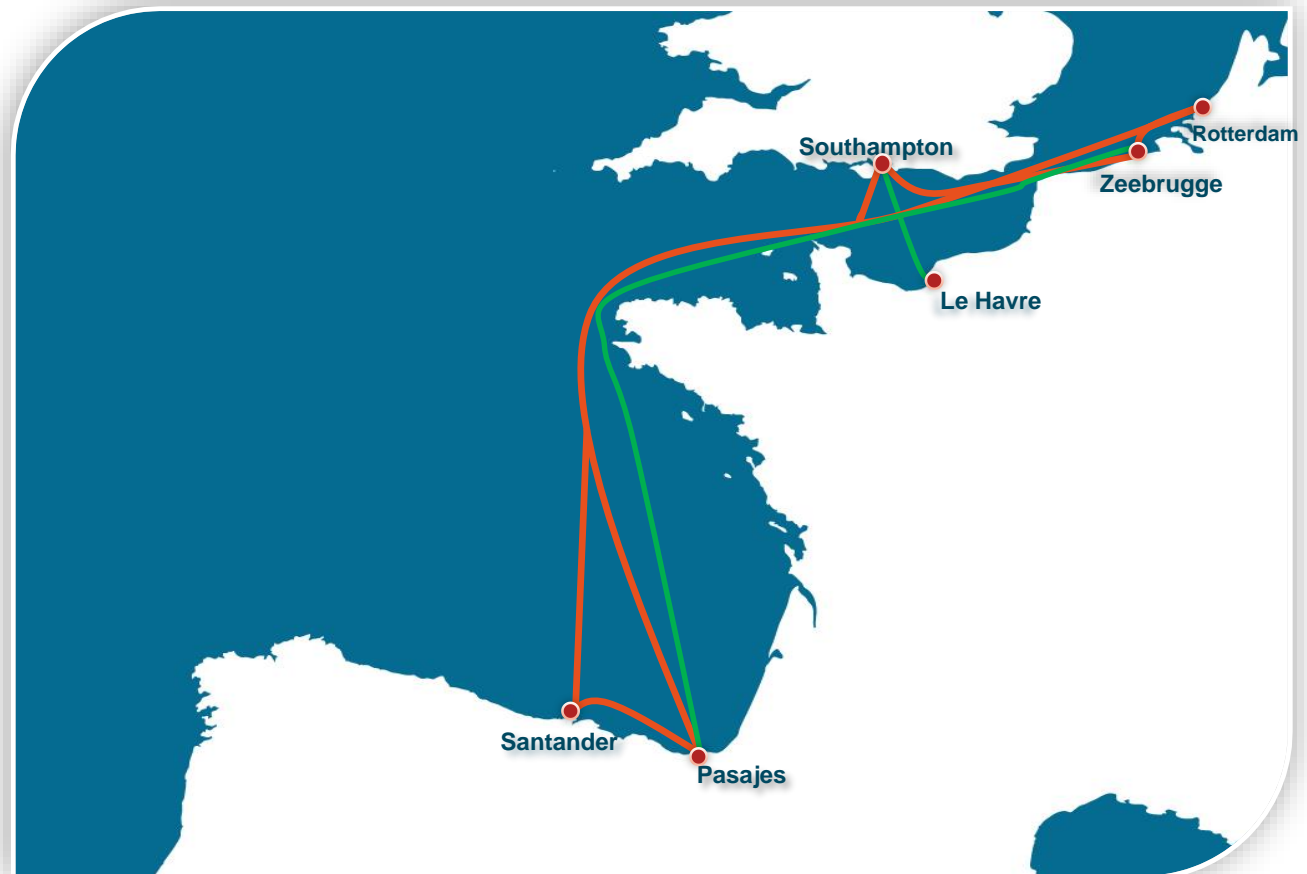 Rotterdam
Southampton
Zeebrugge
Le Havre
Santander
Pasajes